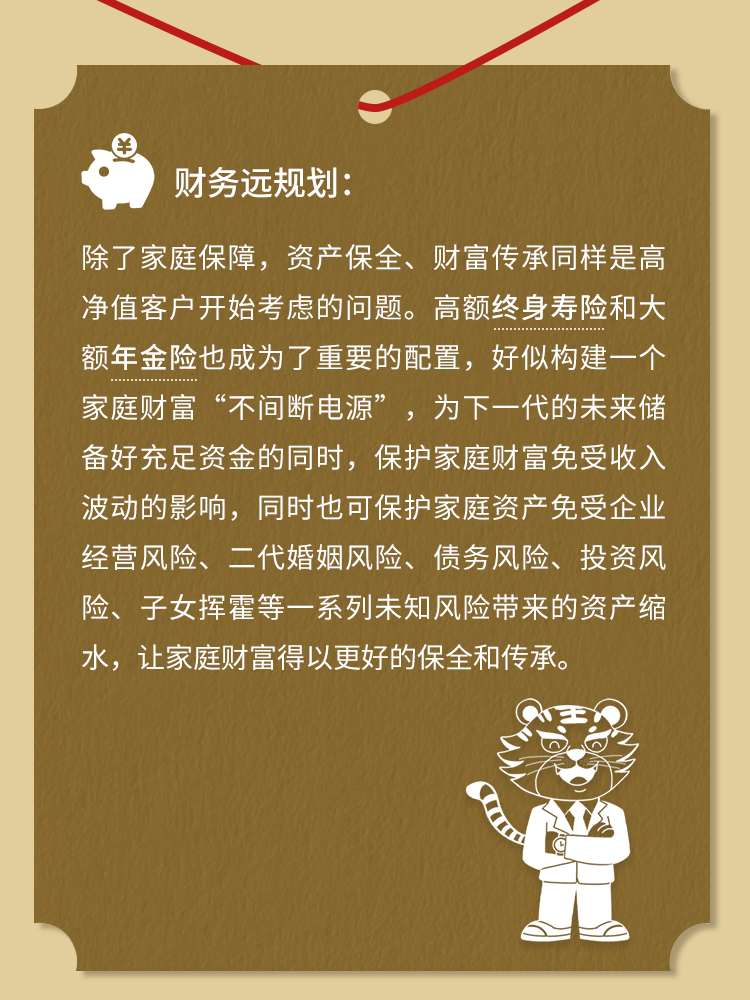 ¥
财务远规划：
除了家庭保障，资产保全、财富传承同样是高
净值客户开始考虑的问题。高额终身寿险和大
额年金险也成为了重要的配置，好似构建一个
家庭财富“不间断电源”，为下一代的未来储
备好充足资金的同时，保护家庭财富免受收入
波动的影响，同时也可保护家庭资产免受企业
经营风险、二代婚姻风险、债务风险、投资风
险、子女挥霍等一系列未知风险带来的资产缩
水，让家庭财富得以更好的保全和传承。